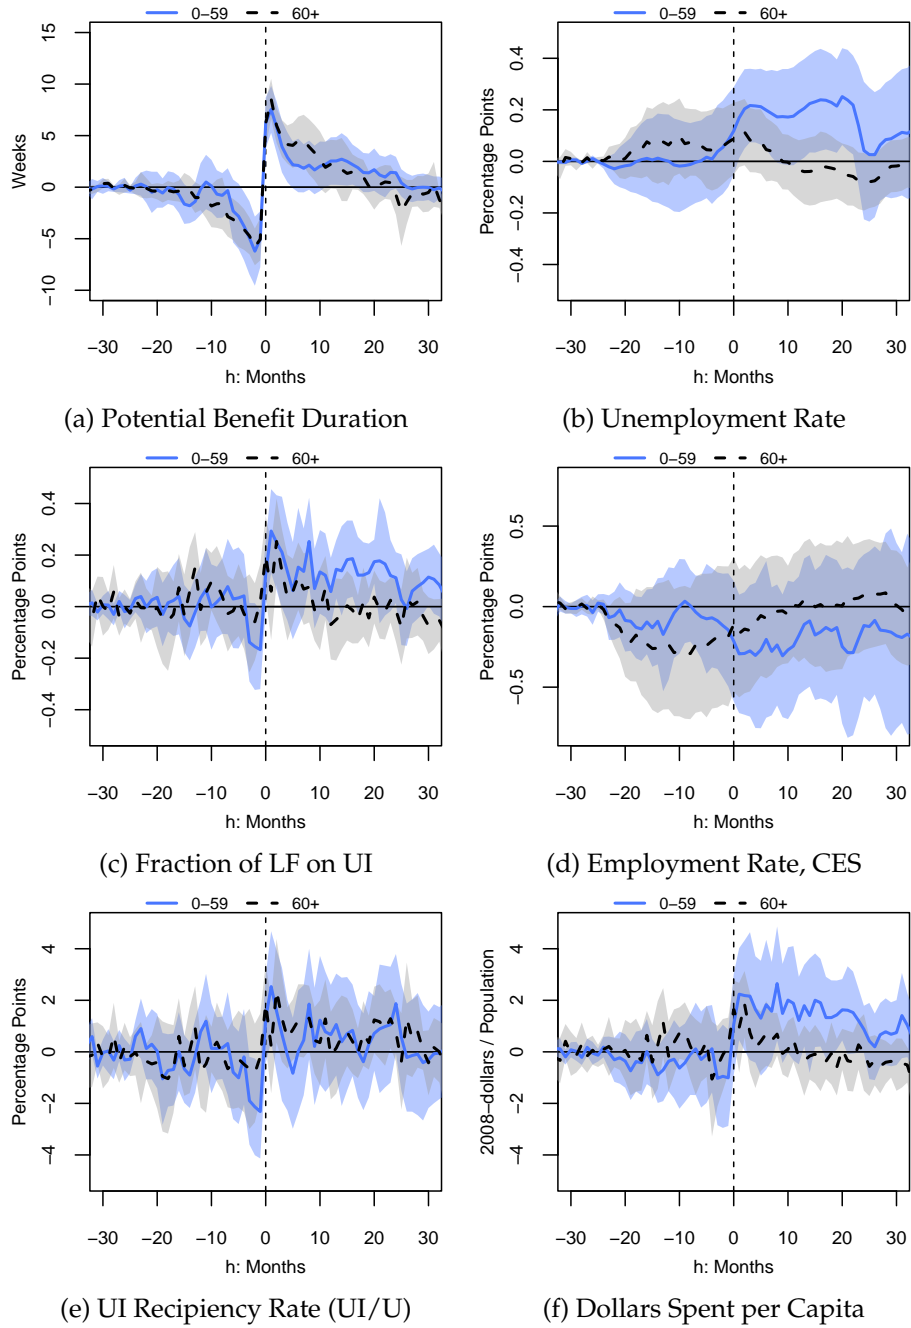 0−59 60+
15
10
5
0
−5
−10
Weeks
−30 −20 −10 0 10 20 30
h: Months
(a) Potential Benefit Duration
0−59 60+
0.4
0.2
0.0
−0.2
−0.4
Percentage Points
−30 −20 −10 0 10 20 30
h: Months
(b) Unemployment Rate
0−59 60+
0.4
0.2
0.0
−0.2
−0.4
Percentage Points
−30 −20 −10 0 10 20 30
h: Months
(c) Fraction of LF on UI
0−59 60+
0.5
0.0
−0.5
Percentage Points
−30 −20 −10 0 10 20 30
h: Months
(d) Employment Rate, CES
0−59 60+
4
2
0
−2
−4
Percentage Points
−30 −20 −10 0 10 20 30
h: Months
(e) UI Recipiency Rate (UI/U)
0−59 60+
4
2
0
−2
−4
2008−dollars / Population
−30 −20 −10 0 10 20 30
h: Months
(f) Dollars Spent per Capita